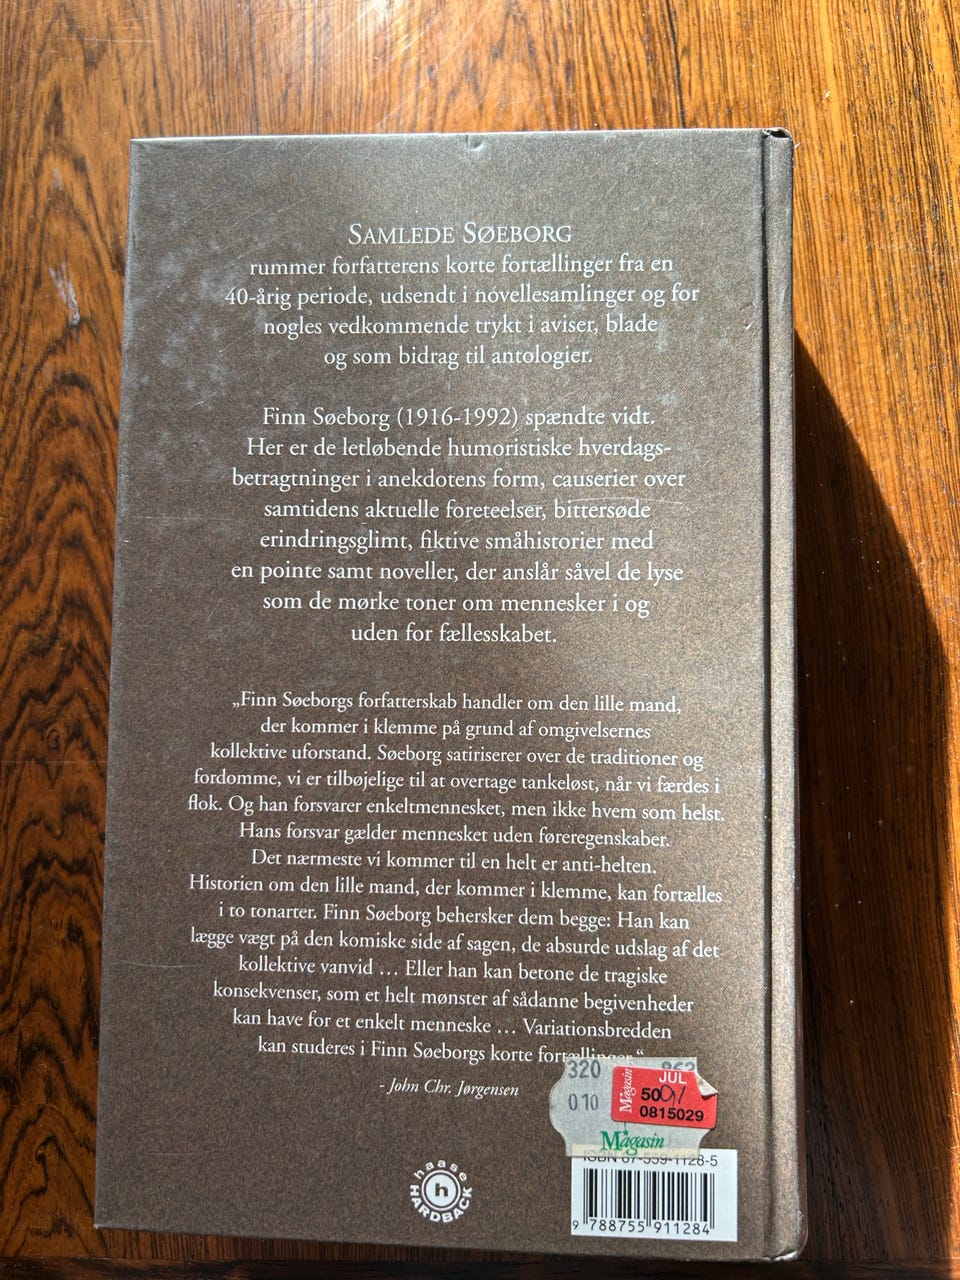 SAMLEDE SØEBORG
rummer forfatterens korte fortællinger fra en
40-årig periode, udsendt i novellesamlinger og for
nogles vedkommende trykt i aviser, blade
og som bidrag til antologier.
Finn Søeborg (1916-1992) spændte vidt.
Her er de letløbende humoristiske hverdags-
betragtninger i anekdotens form, causerier over
samtidens aktuelle foreteelser, bittersøde
erindringsglimt, fiktive småhistorier med
en pointe samt noveller, der anslår såvel de lyse
som de mørke toner om mennesker i og
uden for fællesskabet.
„Finn Søeborgs forfatterskab handler om den lille mand,
der kommer i klemme på grund af omgivelsernes
kollektive uforstand. Søeborg satiriserer over de traditioner og
fordomme, vi er tilbøjelige til at overtage tankeløst, når vi færdes i
flok. Og han forsvarer enkeltmennesket, men ikke hvem som helst.
Hans forsvar gælder mennesket uden føreregenskaber.
Det nærmeste vi kommer til en helt er anti-helten.
Historien om den lille mand, der kommer i klemme, kan fortælles
i to tonarter. Finn Søeborg behersker dem begge: Han kan
lægge vægt på den komiske side af sagen, de absurde udslag af det
kollektive vanvid … Eller han kan betone de tragiske
konsekvenser, som et helt mønster af sådanne begivenheder
kan have for et enkelt menneske … Variationsbredden
kan studeres i Finn Søeborgs korte fortællinger.“
- John Chr. Jørgensen
320
010
Magasin
JUL
50
0815029
Magasin
ISBN 87-559-1128-5
9 788755 911284
haase
h
HARDBACK